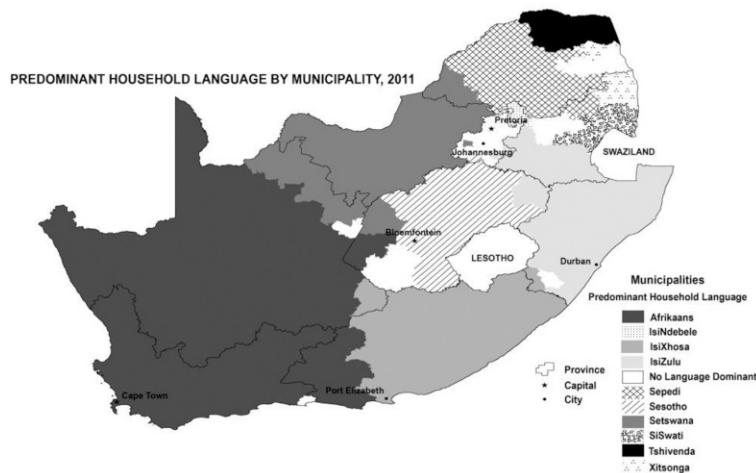 PREDOMINANT HOUSEHOLD LANGUAGE BY MUNICIPALITY, 2011
Pretoria
Johannesburg
SWAZILAND
Bloemfontein
LESOTHO
Durban
Port Elizabeth
Cape Town
Province
Capital
City
Municipalities
Predominant Household Language
Afrikaans
IsiNdebele
IsiXhosa
IsiZulu
No Language Dominant
Sepedi
Sesotho
Setswana
SiSwati
Tshivenda
Xitsonga